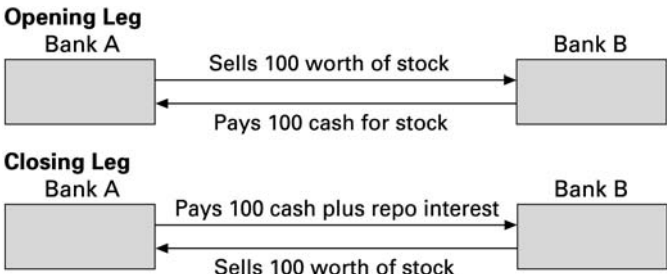 Opening Leg
Bank A Bank B
Sells 100 worth of stock
Pays 100 cash for stock
Closing Leg
Bank A Bank B
Pays 100 cash plus repo interest
Sells 100 worth of stock